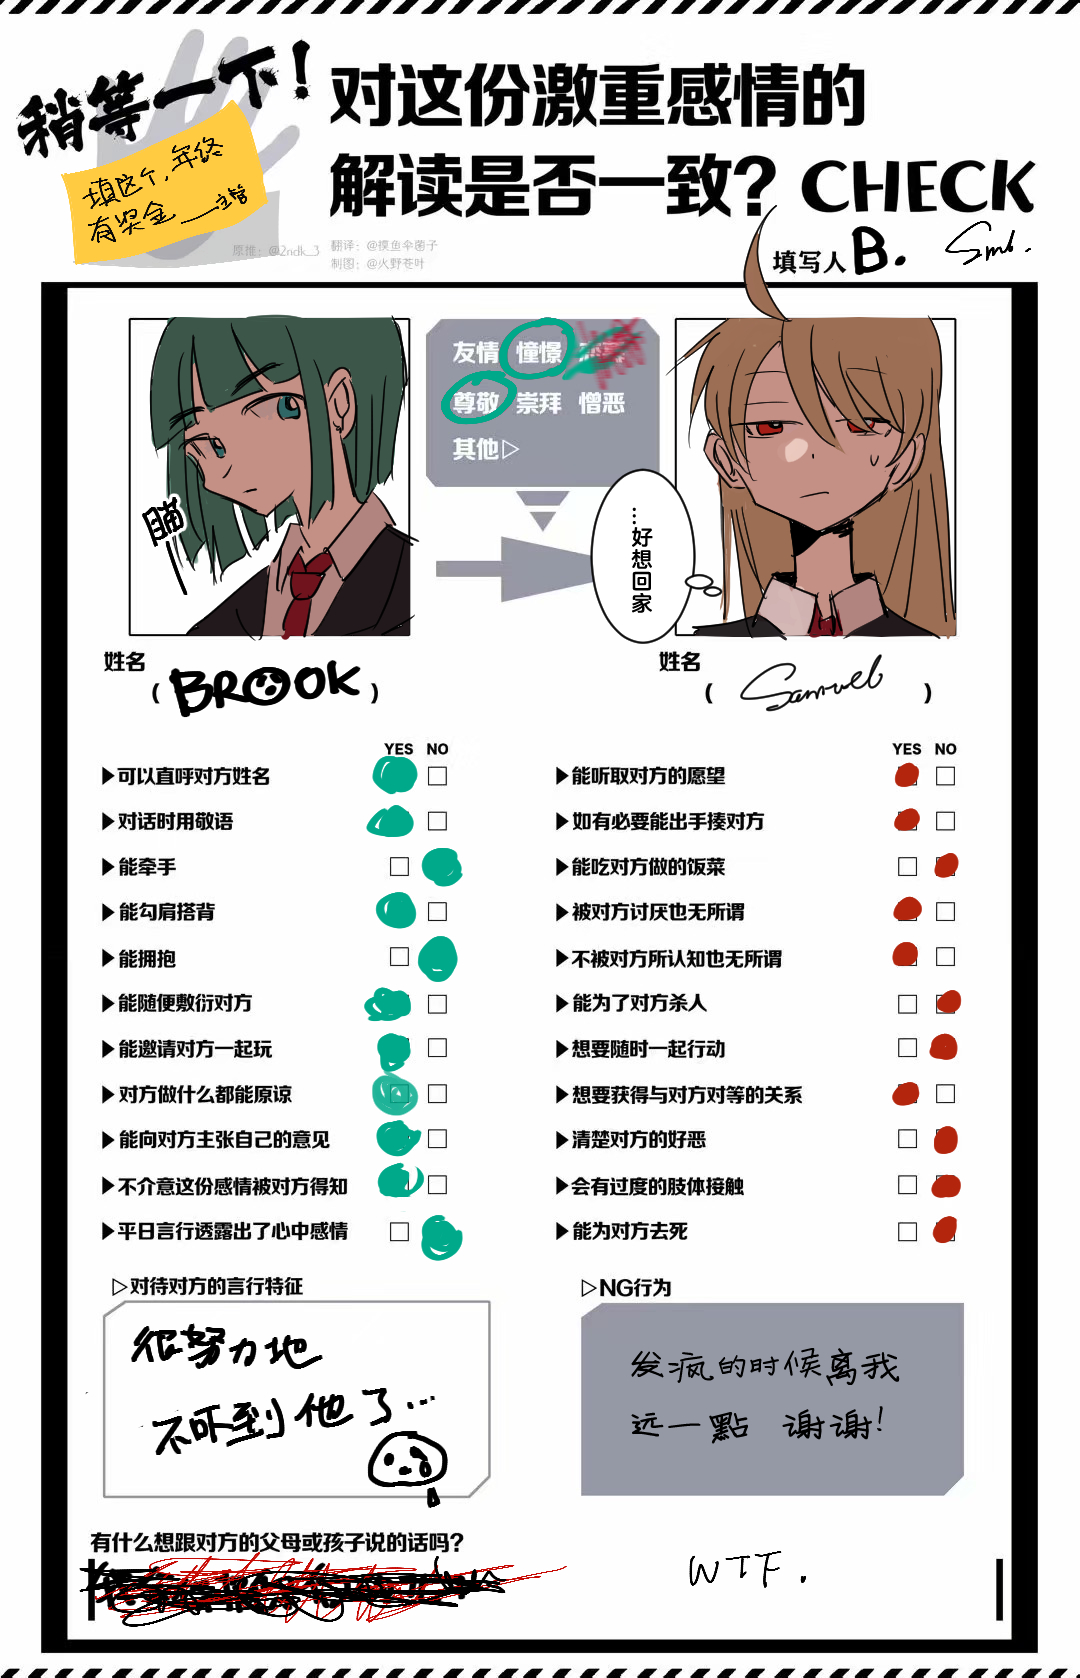 稍等一下！
对这份激重感情的
解读是否一致？CHECK
填这个，年终
有奖金——主管
原推：@2ndk_3
翻译：@摸鱼伞菌子
制图：@火野苍叶
填写人 B. Smb.
友情 憧憬
尊敬 崇拜 憎恶
其他▷
瞄
…好想回家
姓名
（BROOK）
姓名
（Samuel）
YES NO
▶可以直呼对方姓名
▶对话时用敬语
▶能牵手
▶能勾肩搭背
▶能拥抱
▶能随便敷衍对方
▶能邀请对方一起玩
▶对方做什么都能原谅
▶能向对方主张自己的意见
▶不介意这份感情被对方得知
▶平日言行透露出了心中感情
YES NO
▶能听取对方的愿望
▶如有必要能出手揍对方
▶能吃对方做的饭菜
▶被对方讨厌也无所谓
▶不被对方所认知也无所谓
▶能为了对方杀人
▶想要随时一起行动
▶想要获得与对方对等的关系
▶清楚对方的好恶
▶会有过度的肢体接触
▶能为对方去死
▷对待对方的言行特征
很努力地
不吓到他了…
▷NG行为
发疯的时候离我
远一點 谢谢！
有什么想跟对方的父母或孩子说的话吗？
WTF.